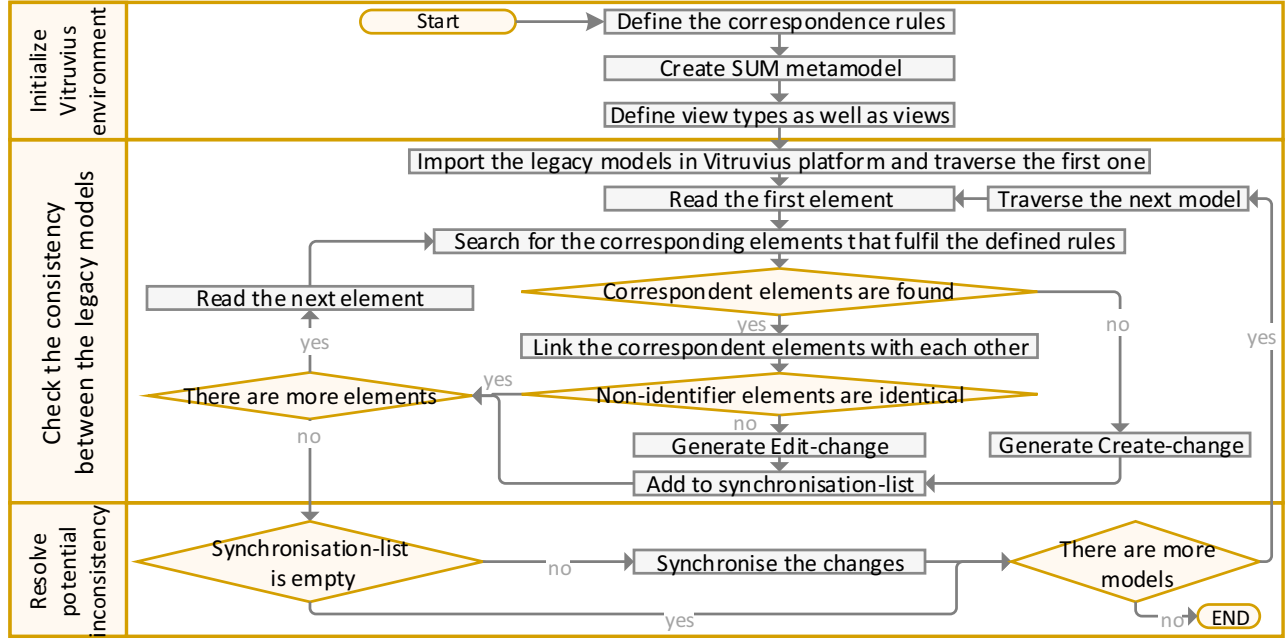 Initialize
Vitruvius
environment
Start
Define the correspondence rules
Create SUM metamodel
Define view types as well as views
Check the consistency
between the legacy models
Import the legacy models in Vitruvius platform and traverse the first one
Read the first element
Traverse the next model
Search for the corresponding elements that fulfil the defined rules
Read the next element
Correspondent elements are found
yes
no
yes
yes
Link the correspondent elements with each other
yes
There are more elements
Non-identifier elements are identical
no
no
Generate Edit-change
Generate Create-change
Add to synchronisation-list
Resolve
potential
inconsistency
Synchronisation-list
is empty
no
Synchronise the changes
There are more
models
yes
no
END